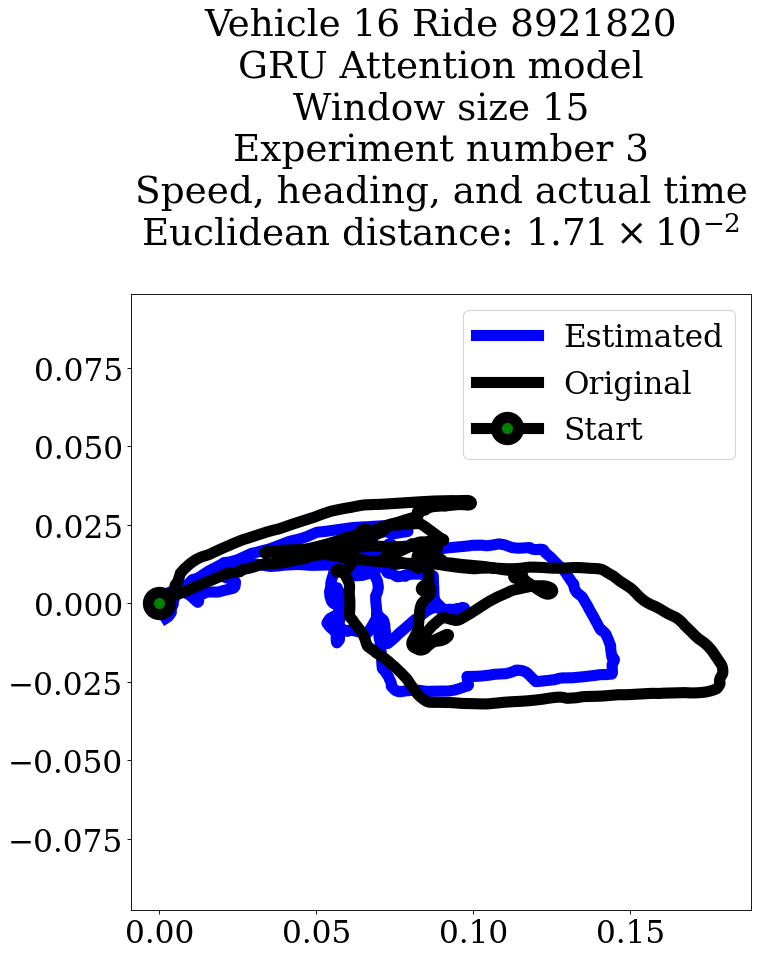 Vehicle 16 Ride 8921820
GRU Attention model
Window size 15
Experiment number 3
Speed, heading, and actual time
Euclidean distance: 1.71 × 10⁻²
Estimated
Original
Start
0.075
0.050
0.025
0.000
−0.025
−0.050
−0.075
0.00 0.05 0.10 0.15